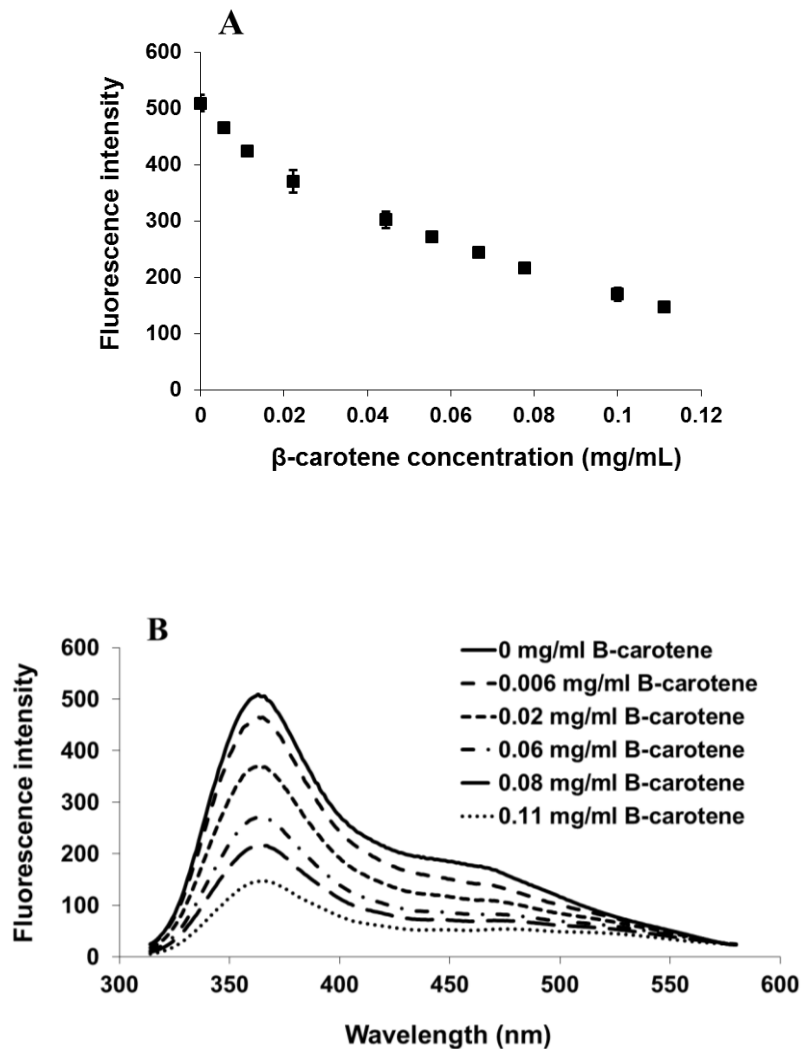 A
600
500
400
300
200
100
0
0 0.02 0.04 0.06 0.08 0.1 0.12
Fluorescence intensity
β-carotene concentration (mg/mL)
B
600
500
400
300
200
100
0
300 350 400 450 500 550 600
Fluorescence intensity
Wavelength (nm)
0 mg/ml B-carotene
0.006 mg/ml B-carotene
0.02 mg/ml B-carotene
0.06 mg/ml B-carotene
0.08 mg/ml B-carotene
0.11 mg/ml B-carotene